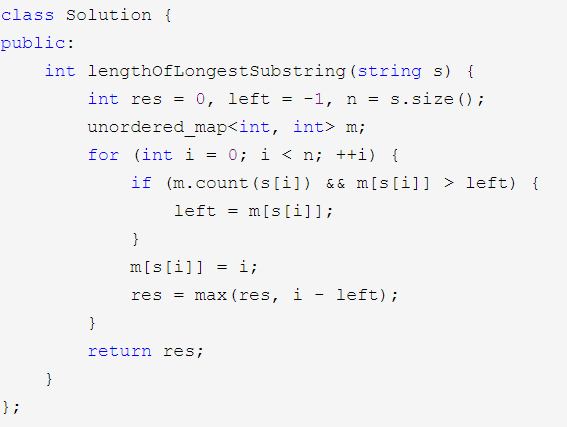 class Solution {
public:
    int lengthOfLongestSubstring(string s) {
        int res = 0, left = -1, n = s.size();
        unordered_map<int, int> m;
        for (int i = 0; i < n; ++i) {
            if (m.count(s[i]) && m[s[i]] > left) {
                left = m[s[i]];
            }
            m[s[i]] = i;
            res = max(res, i - left);
        }
        return res;
    }
};